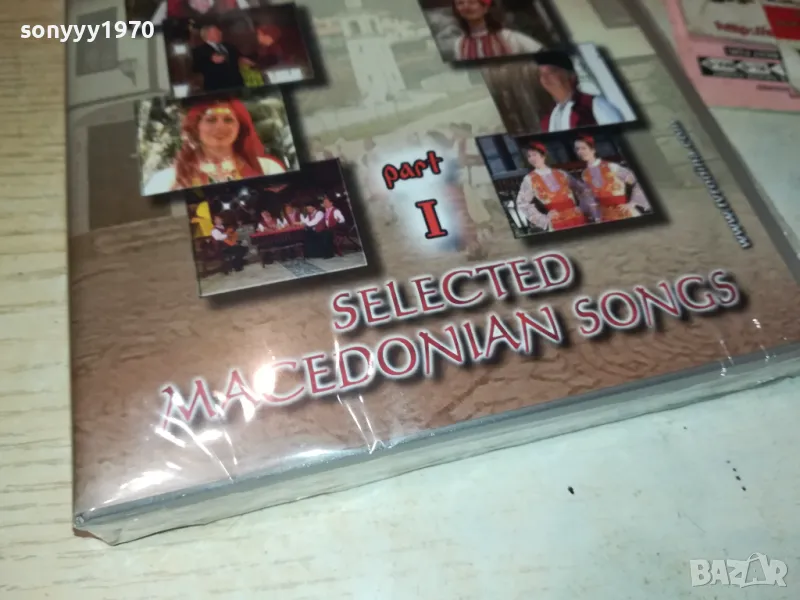 sonyyy1970
part
I
SELECTED
MACEDONIAN SONGS
BAZAR